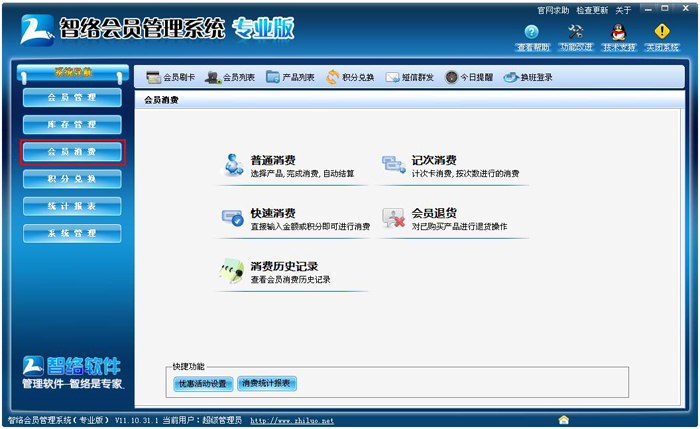 官网求助 检查更新 关于
智络会员管理系统 专业版
查看帮助 功能改进 技术支持 关闭系统
系统导航
会员管理
库存管理
会员消费
积分兑换
统计报表
系统管理
会员刷卡 会员列表 产品列表 积分兑换 短信群发 今日提醒 换班登录
会员消费
普通消费
选择产品,完成消费,自动结算
记次消费
计次卡消费,按次数进行的消费
快速消费
直接输入金额或积分即可进行消费
会员退货
对已购买产品进行退货操作
消费历史记录
查看会员消费历史记录
快捷功能
优惠活动设置 消费统计报表
智络软件
管理软件 智络是专家
智络会员管理系统(专业版) V11.10.31.1 当前用户:超级管理员 http://www.zhiluo.net